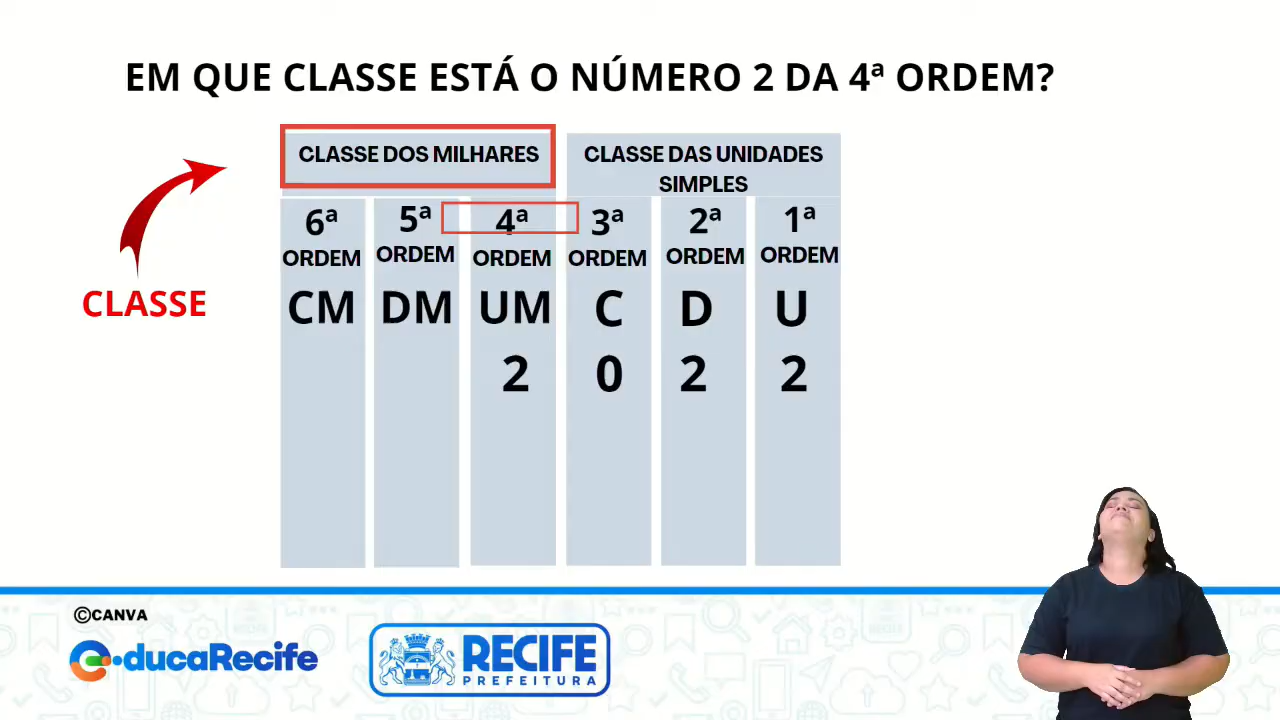 EM QUE CLASSE ESTÁ O NÚMERO 2 DA 4ª ORDEM?
CLASSE DOS MILHARES
CLASSE DAS UNIDADES
SIMPLES
6ª 5ª 4ª 3ª 2ª 1ª
ORDEM ORDEM ORDEM ORDEM ORDEM ORDEM
CLASSE
CM DM UM C D U
2 0 2 2
©CANVA
EducaRecife
RECIFE
PREFEITURA